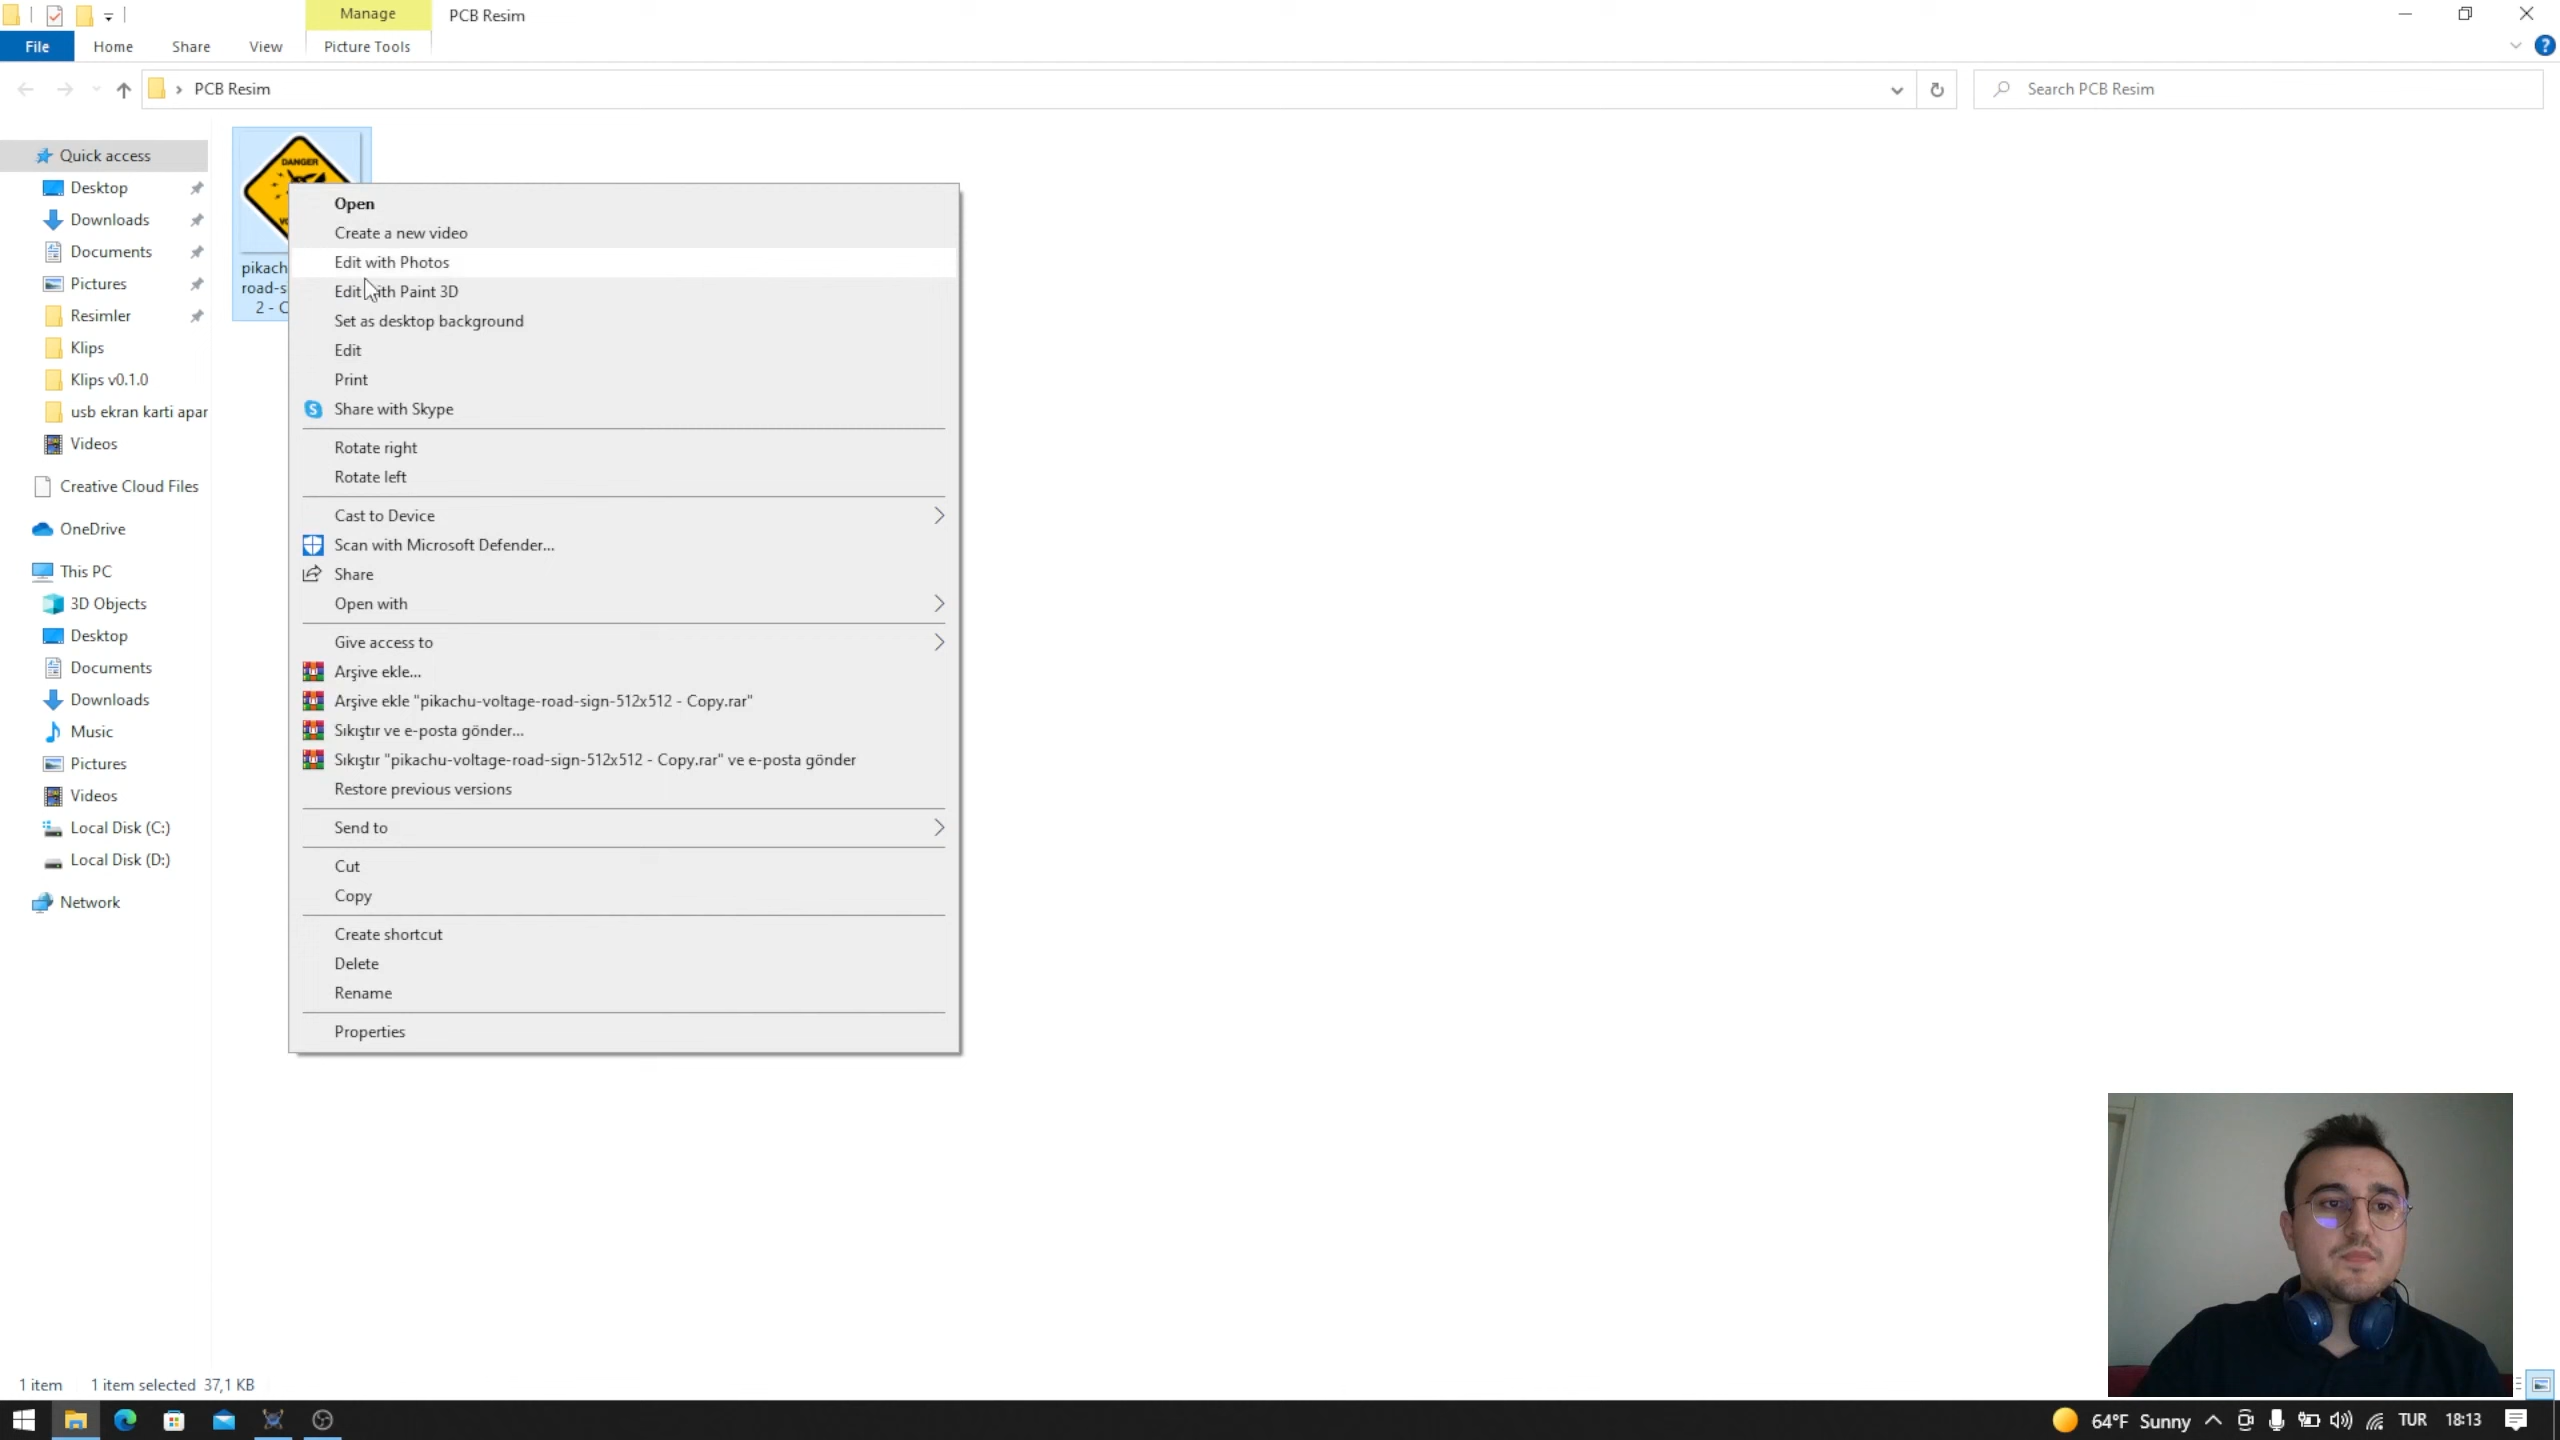 Manage
PCB Resim
File
Home
Share
View
Picture Tools
PCB Resim
Search PCB Resim
Quick access
Desktop
Downloads
Documents
Pictures
Resimler
Klips
Klips v0.1.0
usb ekran karti apar
Videos
Creative Cloud Files
OneDrive
This PC
3D Objects
Desktop
Documents
Downloads
Music
Pictures
Videos
Local Disk (C:)
Local Disk (D:)
Network
DANGER
pikach
road-s
2 - C
Open
Create a new video
Edit with Photos
Edit with Paint 3D
Set as desktop background
Edit
Print
Share with Skype
Rotate right
Rotate left
Cast to Device
Scan with Microsoft Defender...
Share
Open with
Give access to
Arşive ekle...
Arşive ekle "pikachu-voltage-road-sign-512x512 - Copy.rar"
Sıkıştır ve e-posta gönder...
Sıkıştır "pikachu-voltage-road-sign-512x512 - Copy.rar" ve e-posta gönder
Restore previous versions
Send to
Cut
Copy
Create shortcut
Delete
Rename
Properties
1 item
1 item selected 37,1 KB
64°F Sunny
TUR
18:13